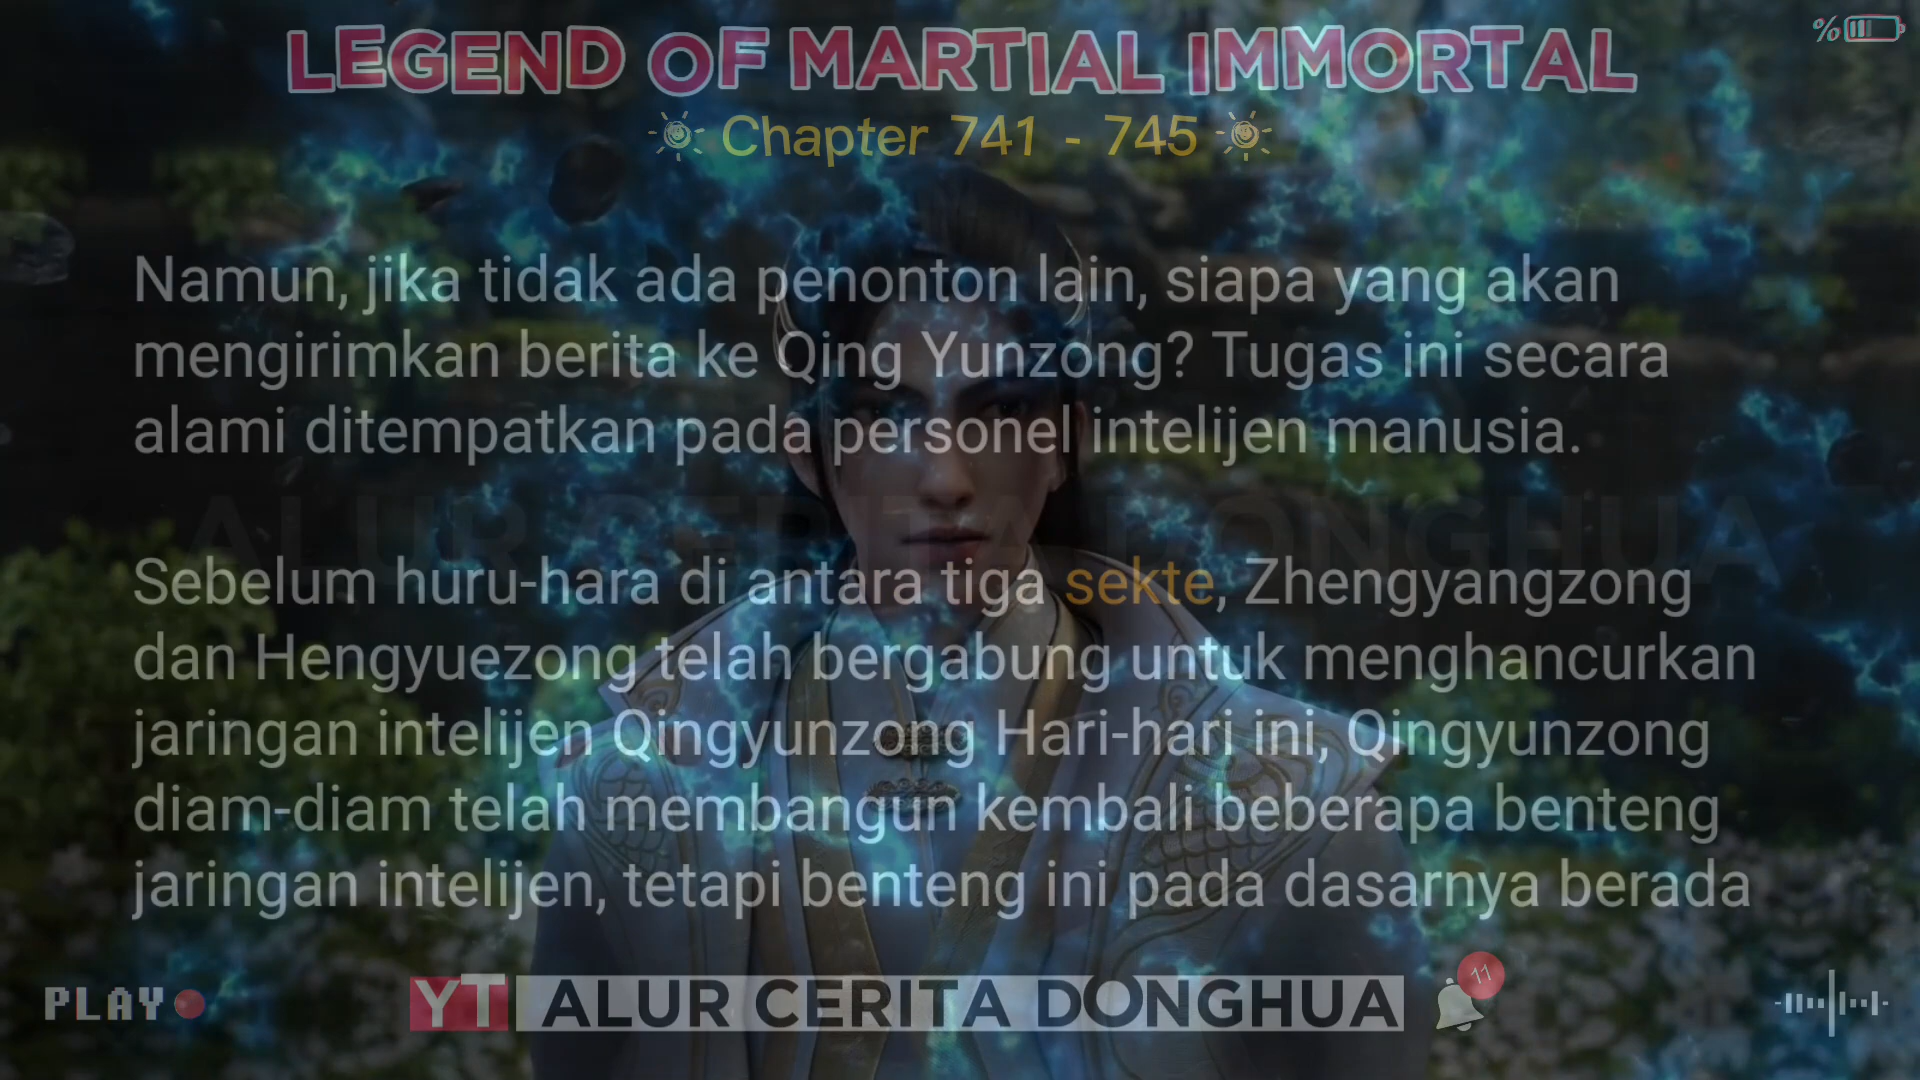 LEGEND OF MARTIAL IMMORTAL
%
Chapter 741 - 745
Namun, jika tidak ada penonton lain, siapa yang akan
mengirimkan berita ke Qing Yunzong? Tugas ini secara
alami ditempatkan pada personel intelijen manusia.
ALUR CERITA DONGHUA
Sebelum huru-hara di antara tiga sekte, Zhengyangzong
dan Hengyuezong telah bergabung untuk menghancurkan
jaringan intelijen Qingyunzong Hari-hari ini, Qingyunzong
diam-diam telah membangun kembali beberapa benteng
jaringan intelijen, tetapi benteng ini pada dasarnya berada
PLAY
YT ALUR CERITA DONGHUA
11